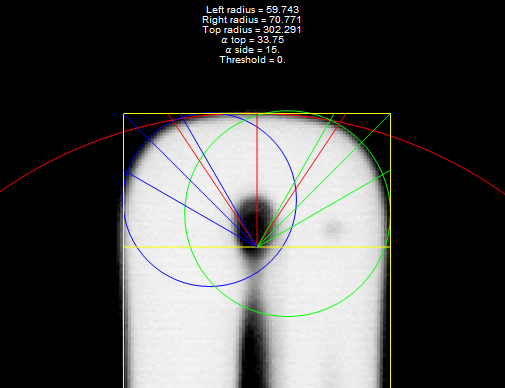 Left radius = 59.743
Right radius = 70.771
Top radius = 302.291
α top = 33.75
α side = 15.
Threshold = 0.